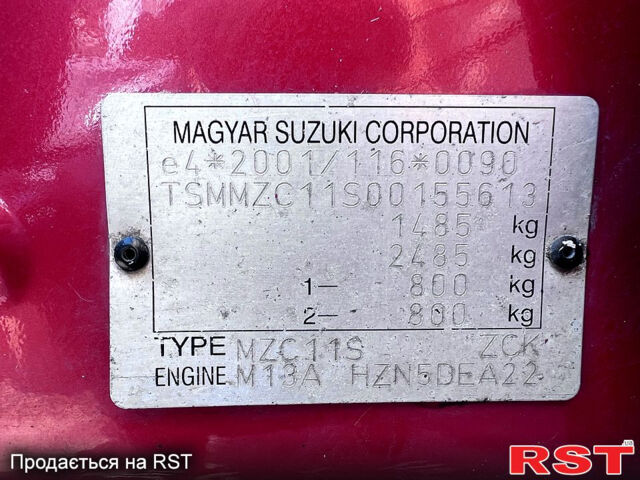 MAGYAR SUZUKI CORPORATION
e4*2001/116*0090
TSMMZC11S00155613
1485 kg
2485 kg
1— 800 kg
2— 800 kg
TYPE MZC11S ZCK
ENGINE M13A HZN5DEA22
Продається на RST
RST.UA